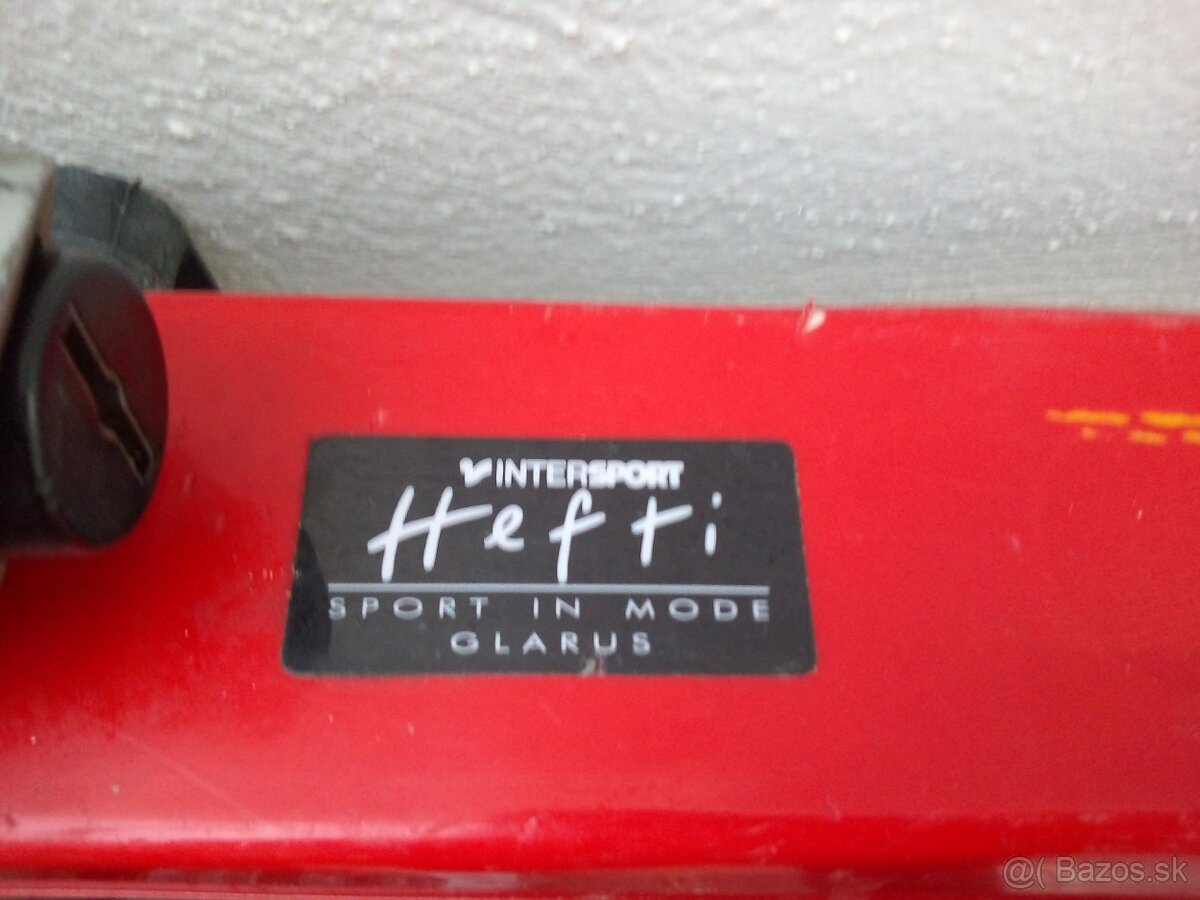 INTERSPORT
Hefti
SPORT IN MODE
GLARUS
@( Bazos.sk